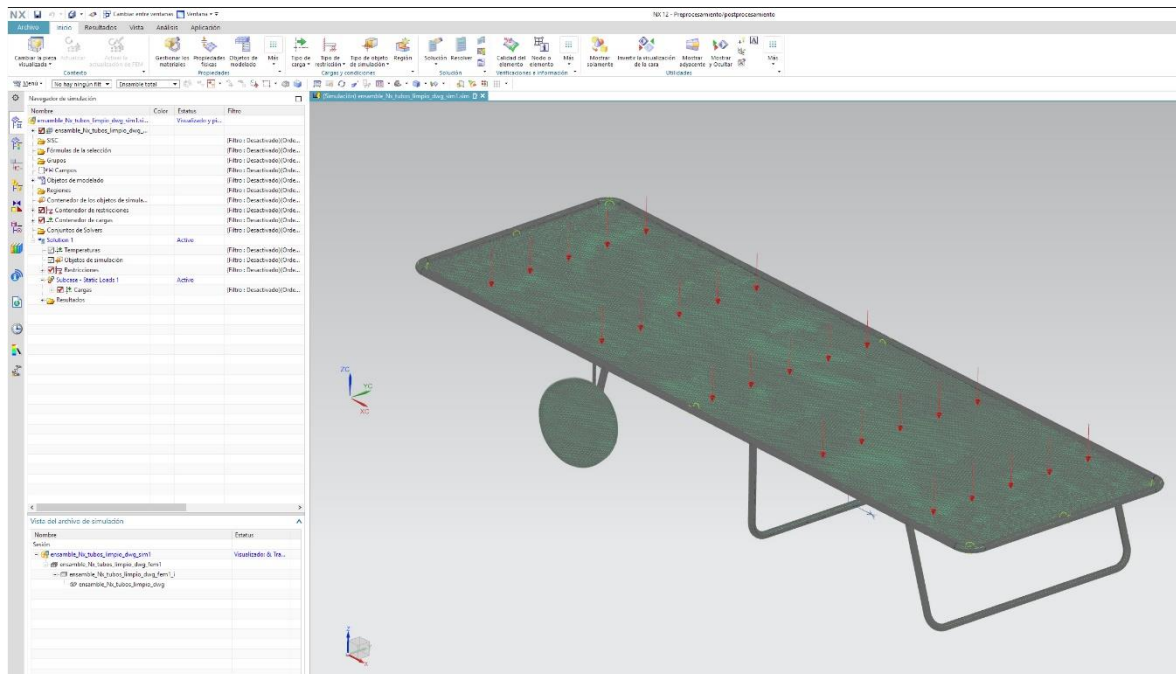 NX
Cambiar entre ventanas Ventana
NX 12 - Preprocesamiento/postprocesamiento
Archivo Inicio Resultados Vista Análisis Aplicación
Cambiar la pieza visualizada
Gestionar los materiales
Propiedades físicas
Objetos de modelado
Más
Tipo de carga
Tipo de restricción
Tipo de objeto de simulación
Región
Solución
Resolver
Calidad del elemento
Nodo o elemento
Más
Mostrar solamente
Invertir la visualización de la cara
Mostrar adyacente
Mostrar y Ocultar
Más
Contexto Propiedades Cargas y condiciones Solución Verificaciones e información Utilidades
Menú No hay ningún filt Ensamble total
Navegador de simulación
(Simulación) ensamble_Nx_tubos_limpio_dwg_sim1.sim
Nombre Color Estatus Filtro
ensamble_Nx_tubos_limpio_dwg_sim1.si... Visualizado y pi...
ensamble_Nx_tubos_limpio_dwg_...
(Filtro : Desactivado)(Orde...
Fórmulas de la selección (Filtro : Desactivado)(Orde...
Grupos (Filtro : Desactivado)(Orde...
Campos (Filtro : Desactivado)(Orde...
Objetos de modelado (Filtro : Desactivado)(Orde...
Regiones (Filtro : Desactivado)(Orde...
Contenedor de los objetos de simula... (Filtro : Desactivado)(Orde...
Contenedor de restricciones (Filtro : Desactivado)(Orde...
Contenedor de cargas (Filtro : Desactivado)(Orde...
Conjuntos de Solvers (Filtro : Desactivado)(Orde...
Solution 1 Active
Temperaturas (Filtro : Desactivado)(Orde...
Objetos de simulación (Filtro : Desactivado)(Orde...
Restricciones (Filtro : Desactivado)(Orde...
Subcase - Static Loads 1 Active
Cargas (Filtro : Desactivado)(Orde...
Resultados
ZC
YC
XC
Vista del archivo de simulación
Nombre Estatus
Sesión
ensamble_Nx_tubos_limpio_dwg_sim1 Visualizado: & Tra...
ensamble_Nx_tubos_limpio_dwg_fem1
ensamble_Nx_tubos_limpio_dwg_fem1_i
ensamble_Nx_tubos_limpio_dwg